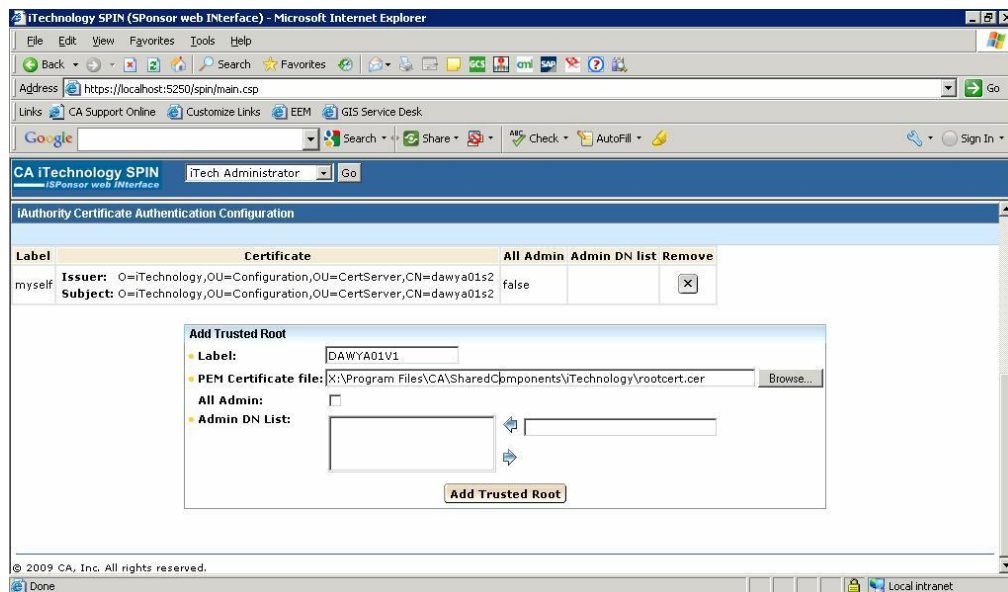 iTechnology SPIN (SPonsor web INterface) - Microsoft Internet Explorer
File Edit View Favorites Tools Help
Back Search Favorites GCS ami SAP
Address https://localhost:5250/spin/main.csp Go
Links CA Support Online Customize Links EEM GIS Service Desk
Google Search Share ABC Check AutoFill Sign In
CA iTechnology SPIN iTech Administrator Go
iSPonsor web INterface
iAuthority Certificate Authentication Configuration
Label Certificate All Admin Admin DN list Remove
myself Issuer: O=iTechnology,OU=Configuration,OU=CertServer,CN=dawya01s2 false
Subject: O=iTechnology,OU=Configuration,OU=CertServer,CN=dawya01s2
Add Trusted Root
Label: DAWYA01V1
PEM Certificate file: X:\Program Files\CA\SharedComponents\iTechnology\rootcert.cer Browse...
All Admin:
Admin DN List:
Add Trusted Root
© 2009 CA, Inc. All rights reserved.
Done Local intranet